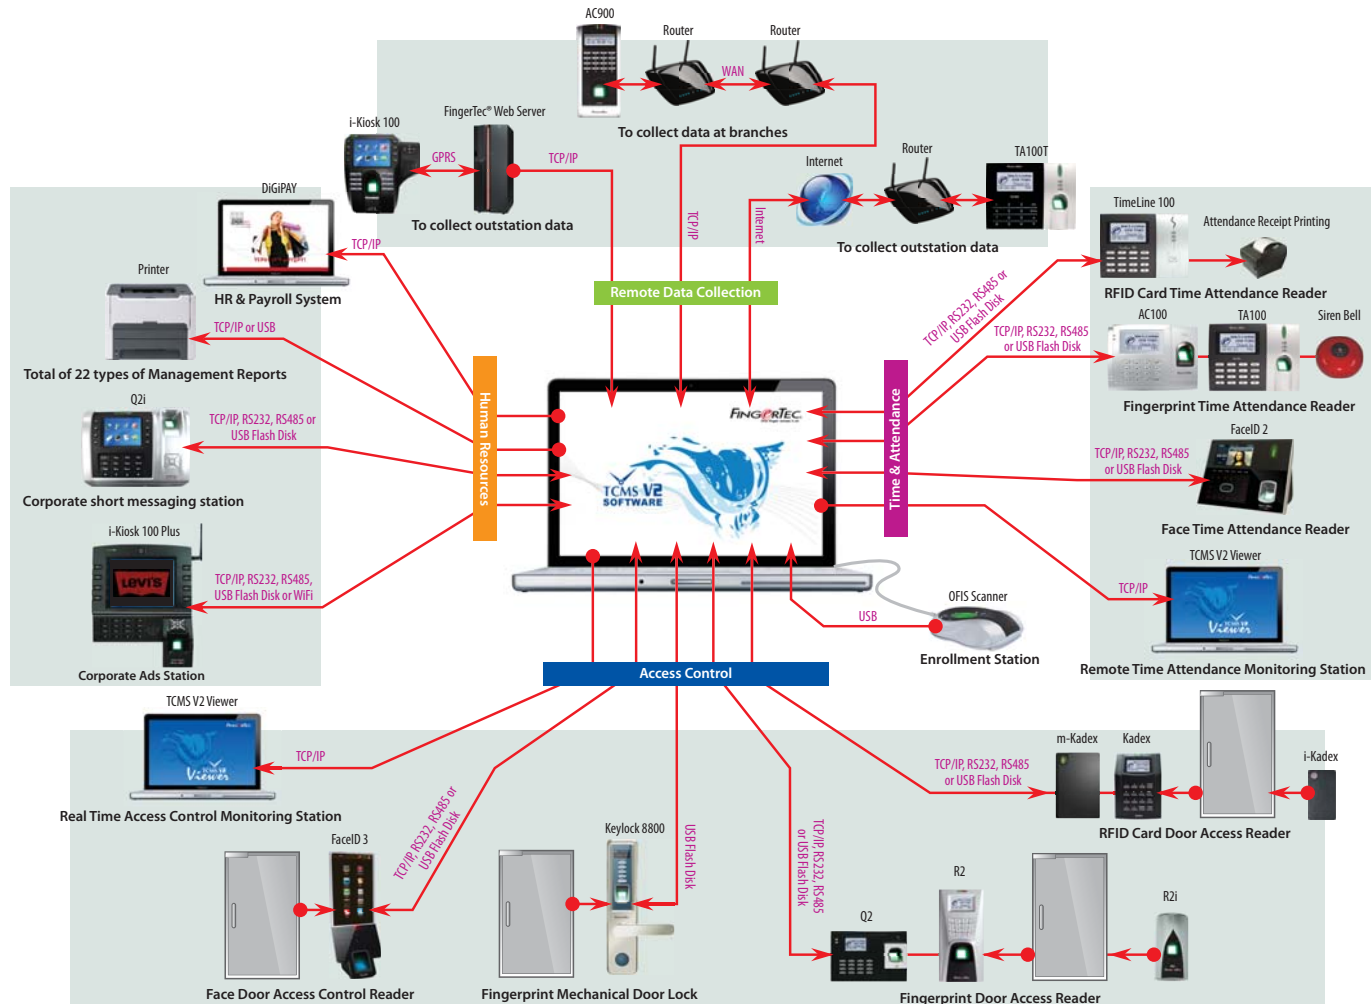 AC900
Router
Router
WAN
To collect data at branches
i-Kiosk 100
FingerTec® Web Server
GPRS
TCP/IP
To collect outstation data
TCP/IP
Internet
Internet
Router
TA100T
To collect outstation data
Remote Data Collection
DiGiPAY
TCP/IP
HR & Payroll System
Printer
TCP/IP or USB
Total of 22 types of Management Reports
Q2i
TCP/IP, RS232, RS485 or
USB Flash Disk
Corporate short messaging station
i-Kiosk 100 Plus
LEVI'S
TCP/IP, RS232, RS485,
USB Flash Disk or WiFi
Corporate Ads Station
Human Resources
FINGERTEC
TCMS V2
SOFTWARE
Time & Attendance
TimeLine 100
Attendance Receipt Printing
TCP/IP, RS232, RS485 or
USB Flash Disk
RFID Card Time Attendance Reader
AC100
TA100
Siren Bell
TCP/IP, RS232, RS485
or USB Flash Disk
Fingerprint Time Attendance Reader
FaceID 2
TCP/IP, RS232, RS485
or USB Flash Disk
Face Time Attendance Reader
TCMS V2 Viewer
TCP/IP
TCMS V2
Viewer
Remote Time Attendance Monitoring Station
OFIS Scanner
USB
Enrollment Station
Access Control
TCMS V2 Viewer
TCP/IP
TCMS V2
Viewer
Real Time Access Control Monitoring Station
FaceID 3
TCP/IP, RS232, RS485 or
USB Flash Disk
Face Door Access Control Reader
Keylock 8800
USB Flash Disk
Fingerprint Mechanical Door Lock
TCP/IP, RS232, RS485
or USB Flash Disk
Q2
R2
R2i
Fingerprint Door Access Reader
TCP/IP, RS232, RS485
or USB Flash Disk
m-Kadex
Kadex
i-Kadex
RFID Card Door Access Reader